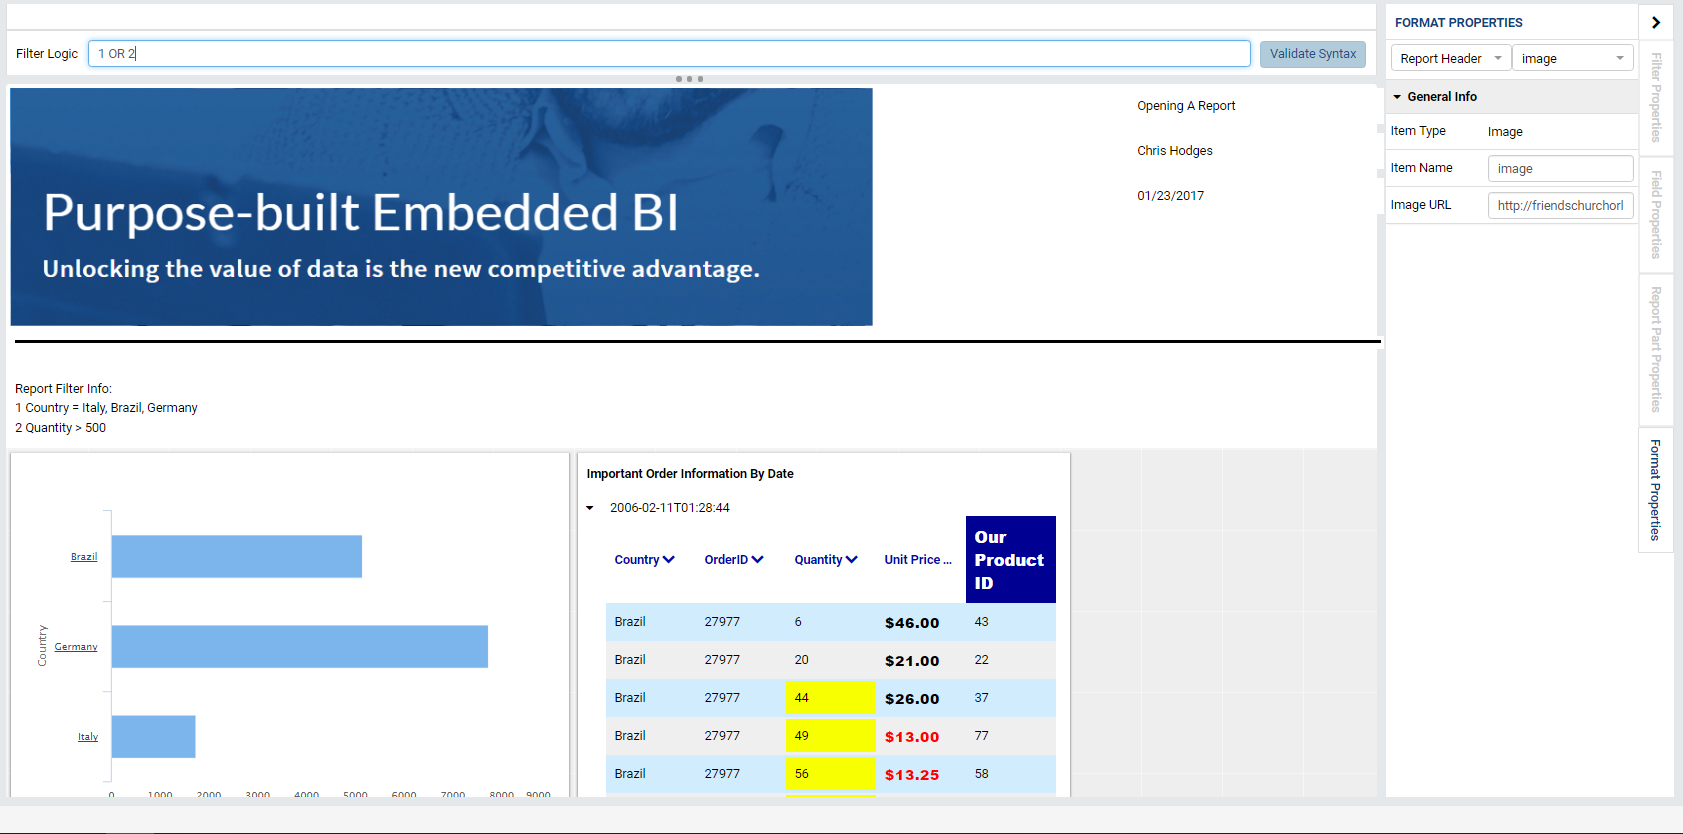 Filter Logic
1 OR 2
Validate Syntax
Purpose-built Embedded BI
Unlocking the value of data is the new competitive advantage.
Opening A Report
Chris Hodges
01/23/2017
Report Filter Info:
1 Country = Italy, Brazil, Germany
2 Quantity > 500
Country
Brazil
Germany
Italy
0 1000 2000 3000 4000 5000 6000 7000 8000 9000
Important Order Information By Date
2006-02-11T01:28:44
Country OrderID Quantity Unit Price ... Our Product ID
Brazil 27977 6 $46.00 43
Brazil 27977 20 $21.00 22
Brazil 27977 44 $26.00 37
Brazil 27977 49 $13.00 77
Brazil 27977 56 $13.25 58
FORMAT PROPERTIES
Report Header image
General Info
Item Type Image
Item Name image
Image URL http://friendschurchorl
Filter Properties
Field Properties
Report Part Properties
Format Properties